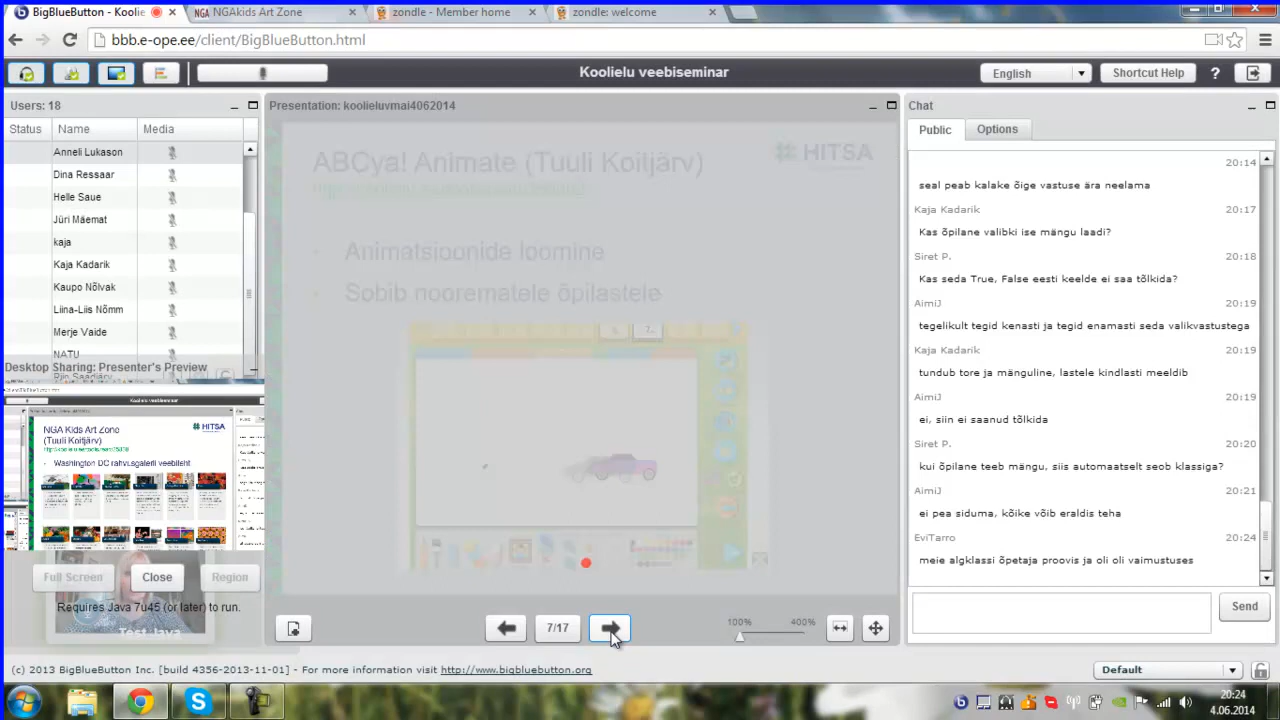 BigBlueButton - Koolie
NGAkids Art Zone
zondle - Member home
zondle: welcome
bbb.e-ope.ee/client/BigBlueButton.html
Koolielu veebiseminar
English
Shortcut Help
?
Users: 18
Status Name Media
Anneli Lukason
Dina Ressaar
Helle Saue
Jüri Mäemat
kaja
Kaja Kadarik
Kaupo Nõlvak
Liina-Liis Nõmm
Merje Vaide
NATU
Desktop Sharing: Presenter's Preview
Koolielu veebiseminar
NGA Kids Art Zone
(Tuuli Koitjärv)
HITSA
Washington DC rahvusgalerii veebileht
Full Screen
Close
Region
Requires Java 7u45 (or later) to run.
Test Java
Presentation: koolieluvmai4062014
ABCya! Animate (Tuuli Koitjärv)
HITSA
Animatsioonide loomine
Sobib noorematele õpilastele
7/17
100%
400%
Chat
Public
Options
20:14
seal peab kalake õige vastuse ära neelama
Kaja Kadarik 20:17
Kas õpilane valibki ise mängu laadi?
Siret P. 20:18
Kas seda True, False eesti keelde ei saa tõlkida?
AimiJ 20:19
tegelikult tegid kenasti ja tegid enamasti seda valikvastustega
Kaja Kadarik 20:19
tundub tore ja mänguline, lastele kindlasti meeldib
AimiJ 20:19
ei, siin ei saanud tõlkida
Siret P. 20:20
kui õpilane teeb mängu, siis automaatselt seob klassiga?
AimiJ 20:21
ei pea siduma, kõike võib eraldis teha
EviTarro 20:24
meie algklassi õpetaja proovis ja oli oli vaimustuses
Send
(c) 2013 BigBlueButton Inc. [build 4356-2013-11-01] - For more information visit http://www.bigbluebutton.org
Default
20:24
4.06.2014